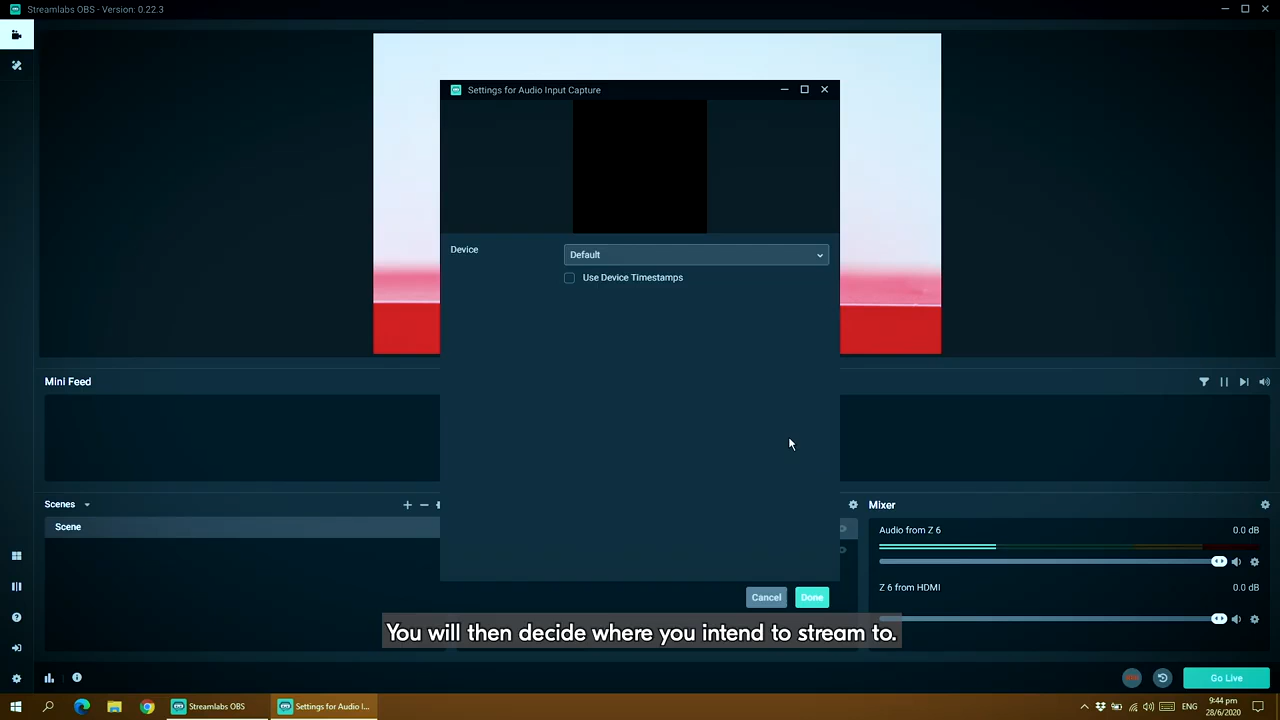 Streamlabs OBS - Version: 0.22.3
Settings for Audio Input Capture
Device
Default
Use Device Timestamps
Mini Feed
Scenes
Scene
Mixer
Audio from Z 6
0.0 dB
Z 6 from HDMI
0.0 dB
Cancel
Done
You will then decide where you intend to stream to.
Go Live
Streamlabs OBS
Settings for Audio I...
ENG
9:44 pm
28/6/2020